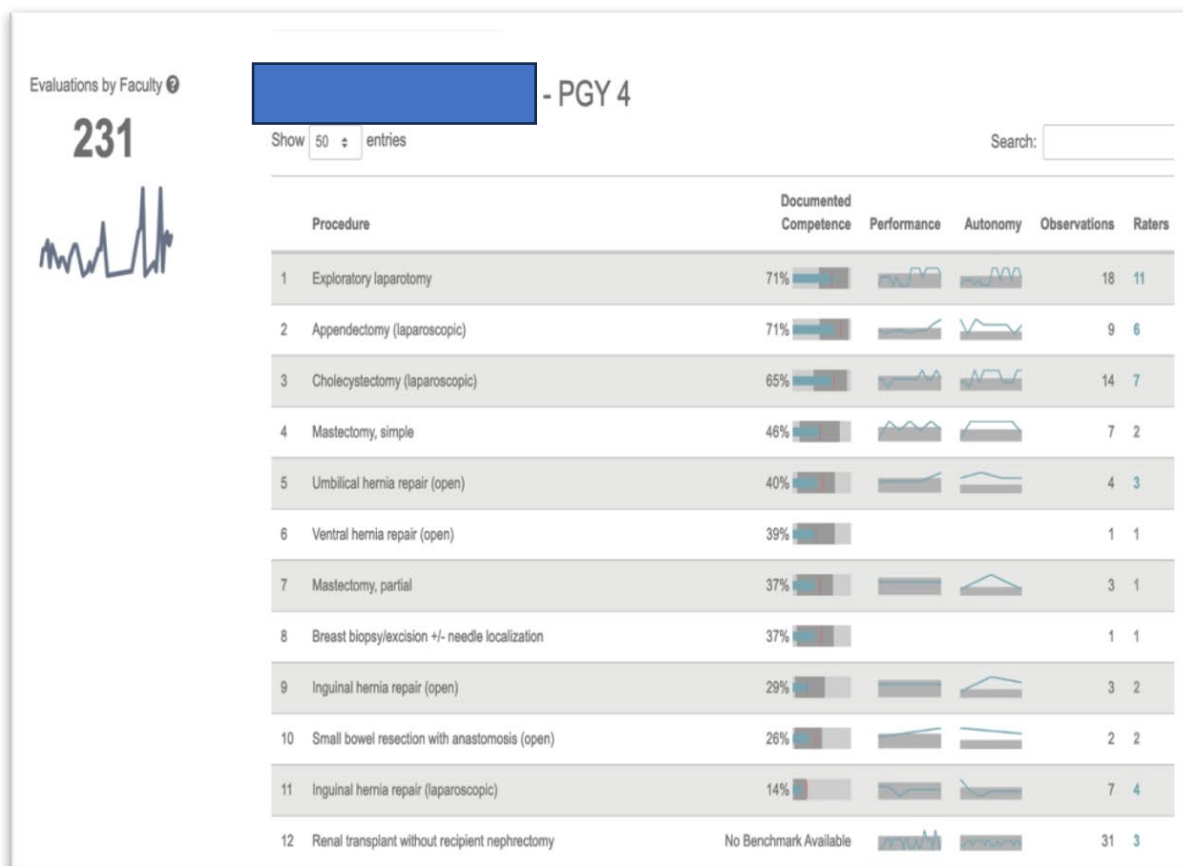 Evaluations by Faculty ?
231
- PGY 4
Show 50 entries
Search:
Procedure Documented Competence Performance Autonomy Observations Raters
1 Exploratory laparotomy 71% 18 11
2 Appendectomy (laparoscopic) 71% 9 6
3 Cholecystectomy (laparoscopic) 65% 14 7
4 Mastectomy, simple 46% 7 2
5 Umbilical hernia repair (open) 40% 4 3
6 Ventral hernia repair (open) 39% 1 1
7 Mastectomy, partial 37% 3 1
8 Breast biopsy/excision +/- needle localization 37% 1 1
9 Inguinal hernia repair (open) 29% 3 2
10 Small bowel resection with anastomosis (open) 26% 2 2
11 Inguinal hernia repair (laparoscopic) 14% 7 4
12 Renal transplant without recipient nephrectomy No Benchmark Available 31 3